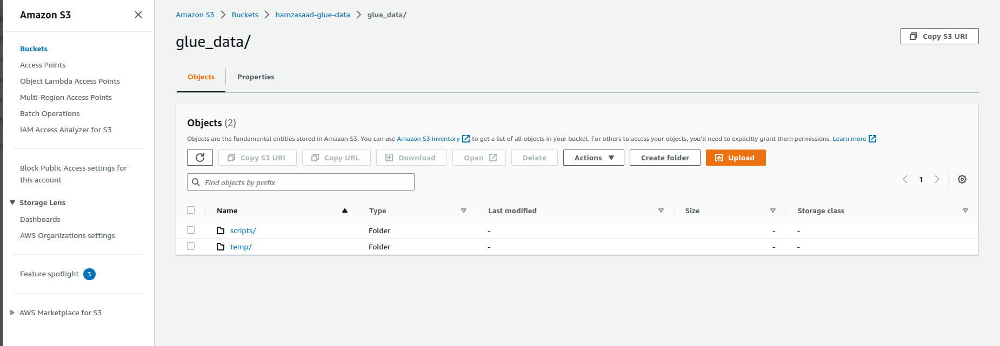 Amazon S3
Buckets
Access Points
Object Lambda Access Points
Multi-Region Access Points
Batch Operations
IAM Access Analyzer for S3
Block Public Access settings for
this account
Storage Lens
Dashboards
AWS Organizations settings
Feature spotlight 3
AWS Marketplace for S3
Amazon S3 Buckets hamzasaad-glue-data glue_data/
glue_data/
Copy S3 URI
Objects Properties
Objects (2)
Objects are the fundamental entities stored in Amazon S3. You can use Amazon S3 inventory to get a list of all objects in your bucket. For others to access your objects, you'll need to explicitly grant them permissions. Learn more
Copy S3 URI Copy URL Download Open Delete Actions Create folder Upload
Find objects by prefix
1
Name Type Last modified Size Storage class
scripts/ Folder - - -
temp/ Folder - - -